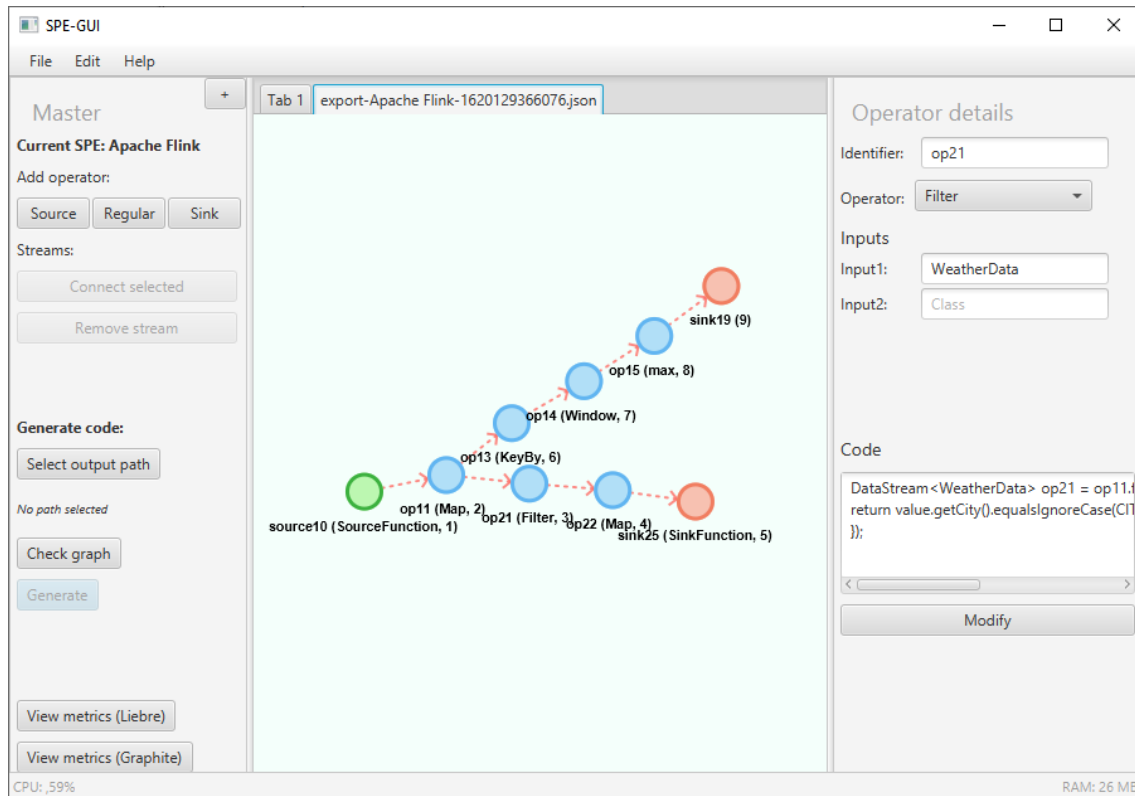 SPE-GUI
File Edit Help
+
Master
Current SPE: Apache Flink
Add operator:
Source Regular Sink
Streams:
Connect selected
Remove stream
Generate code:
Select output path
No path selected
Check graph
Generate
View metrics (Liebre)
View metrics (Graphite)
Tab 1 export-Apache Flink-1620129366076.json
sink19 (9)
op15 (max, 8)
op14 (Window, 7)
op13 (KeyBy, 6)
op11 (Map, 2)
op21 (Filter, 3)
op22 (Map, 4)
source10 (SourceFunction, 1)
sink25 (SinkFunction, 5)
Operator details
Identifier: op21
Operator: Filter
Inputs
Input1: WeatherData
Input2: Class
Code
DataStream<WeatherData> op21 = op11.f
return value.getCity().equalsIgnoreCase(CIT
});
Modify
CPU: ,59%
RAM: 26 MB